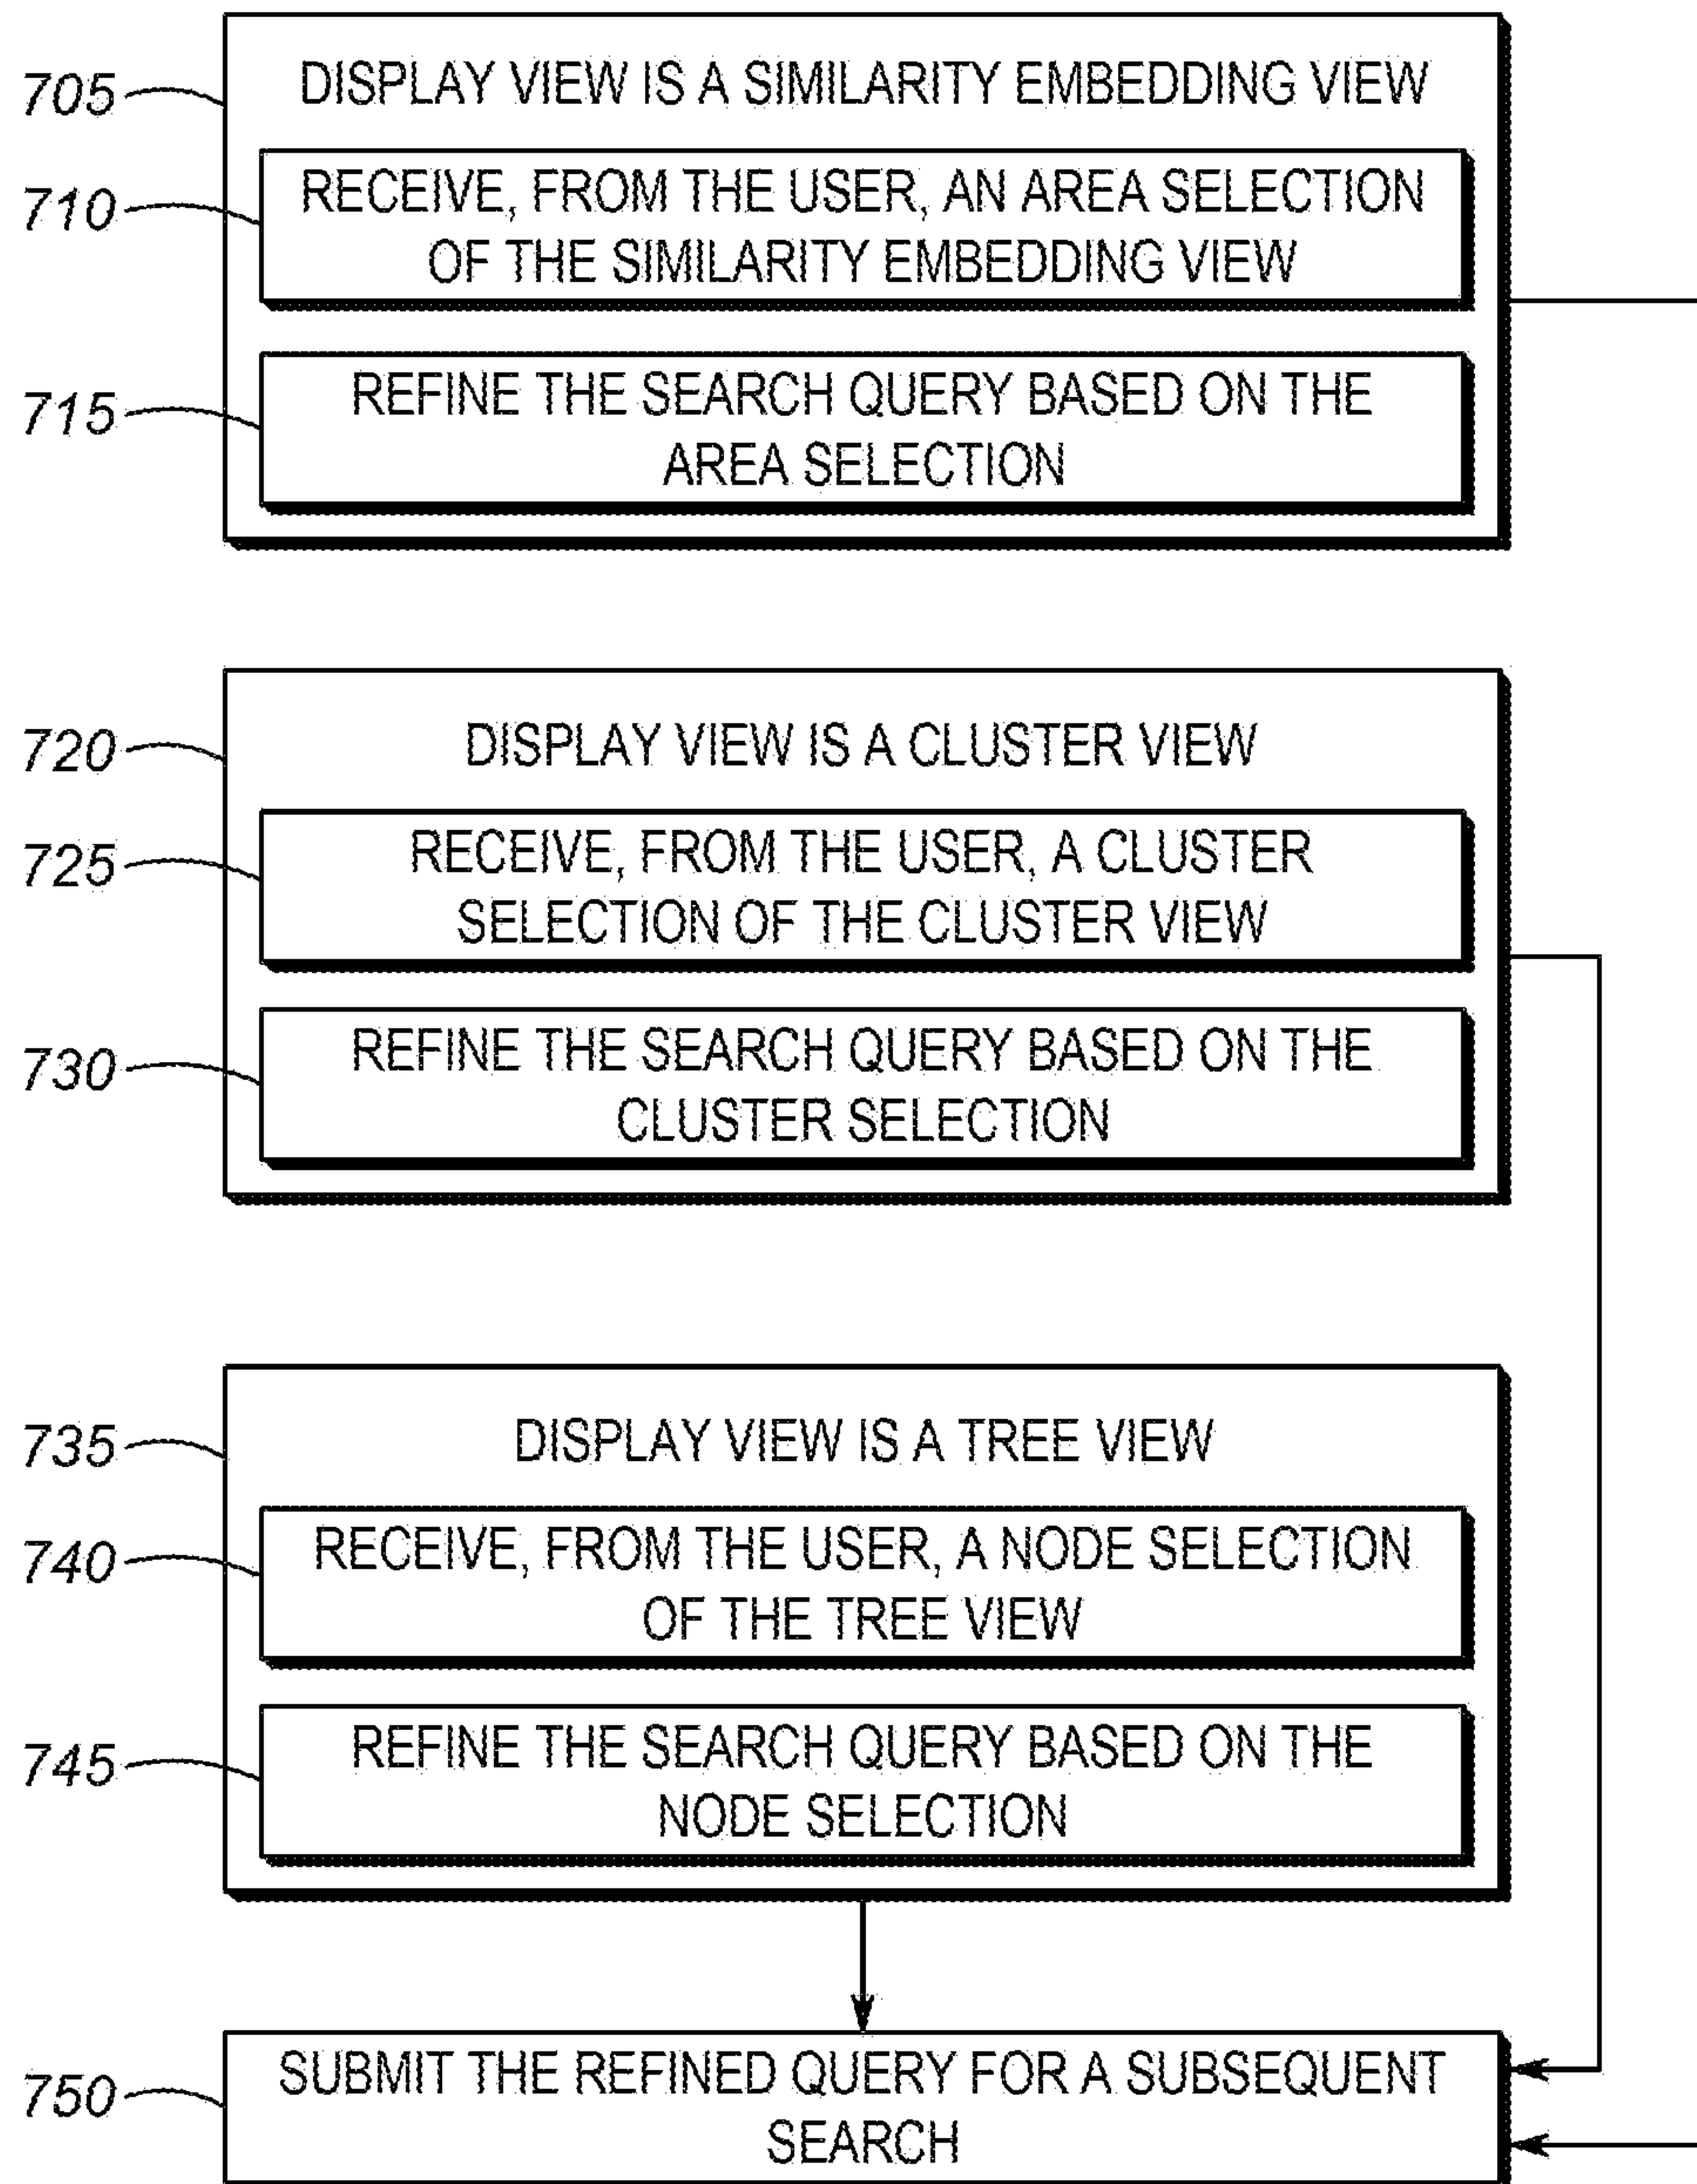 705
DISPLAY VIEW IS A SIMILARITY EMBEDDING VIEW
710
RECEIVE, FROM THE USER, AN AREA SELECTION
OF THE SIMILARITY EMBEDDING VIEW
715
REFINE THE SEARCH QUERY BASED ON THE
AREA SELECTION
720
DISPLAY VIEW IS A CLUSTER VIEW
725
RECEIVE, FROM THE USER, A CLUSTER
SELECTION OF THE CLUSTER VIEW
730
REFINE THE SEARCH QUERY BASED ON THE
CLUSTER SELECTION
735
DISPLAY VIEW IS A TREE VIEW
740
RECEIVE, FROM THE USER, A NODE SELECTION
OF THE TREE VIEW
745
REFINE THE SEARCH QUERY BASED ON THE
NODE SELECTION
750
SUBMIT THE REFINED QUERY FOR A SUBSEQUENT
SEARCH